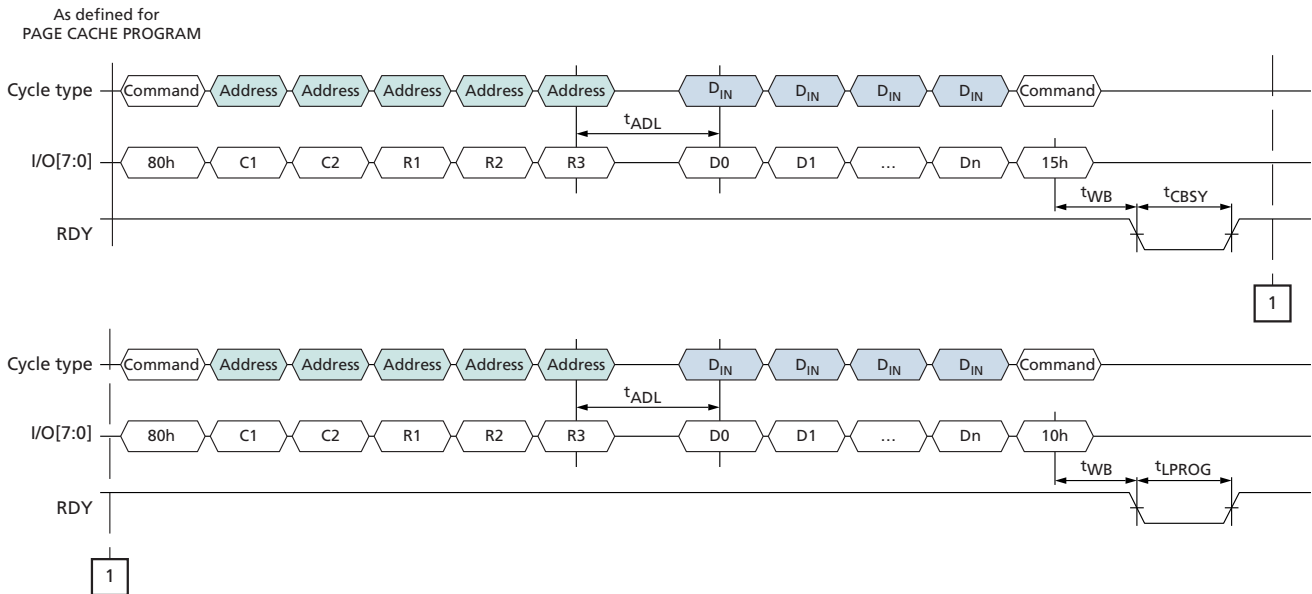 As defined for
PAGE CACHE PROGRAM
Cycle type Command Address Address Address Address Address DIN DIN DIN DIN Command
tADL
I/O[7:0] 80h C1 C2 R1 R2 R3 D0 D1 … Dn 15h
tWB tCBSY
RDY
1
Cycle type Command Address Address Address Address Address DIN DIN DIN DIN Command
tADL
I/O[7:0] 80h C1 C2 R1 R2 R3 D0 D1 … Dn 10h
tWB tLPROG
RDY
1